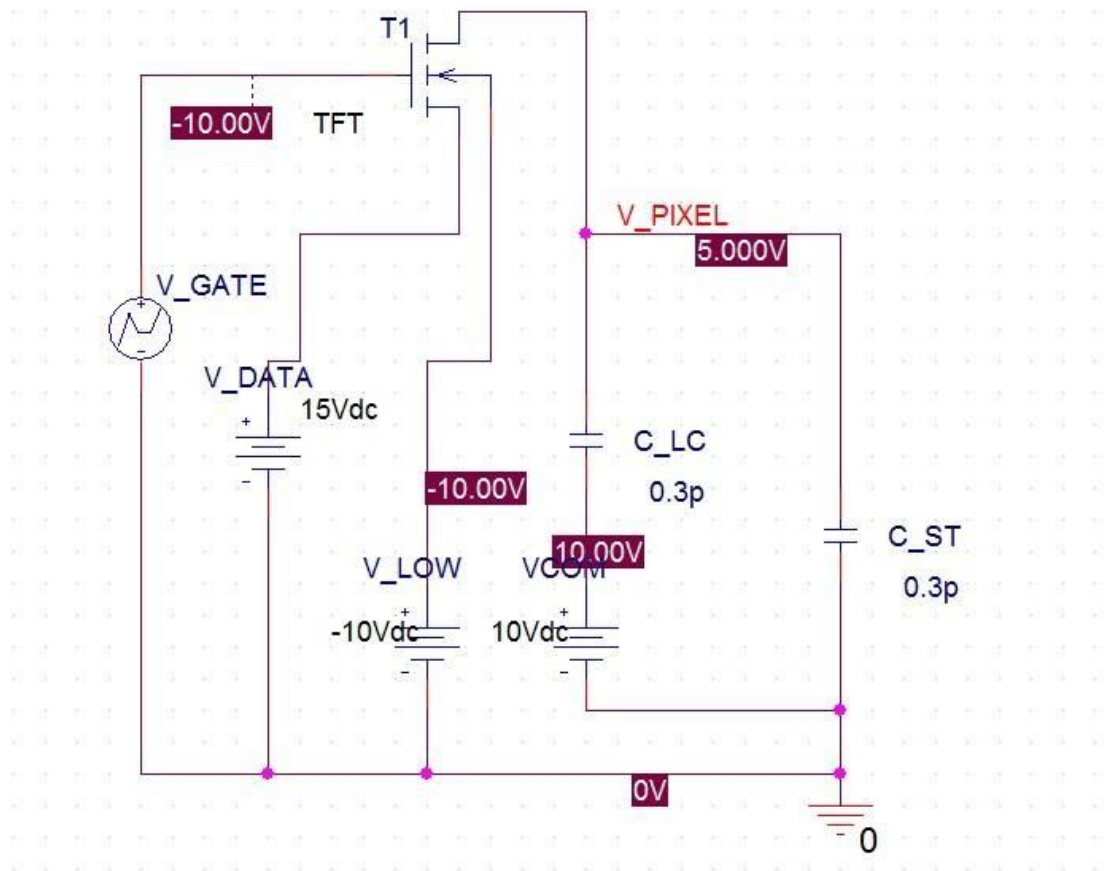 T1
-10.00V
TFT
V_PIXEL
5.000V
V_GATE
V_DATA
15Vdc
C_LC
-10.00V
0.3p
C_ST
10.00V
V_LOW
VCOM
0.3p
-10Vdc
10Vdc
0V
0